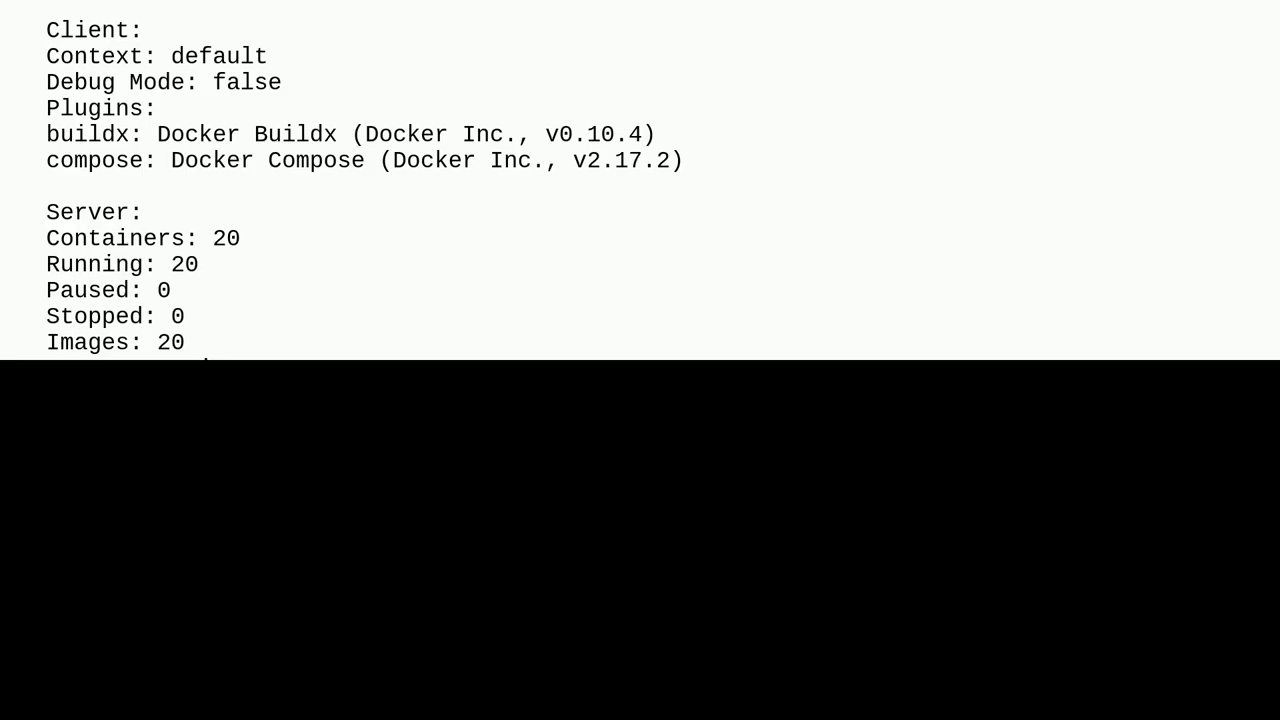 Client:
Context: default
Debug Mode: false
Plugins:
buildx: Docker Buildx (Docker Inc., v0.10.4)
compose: Docker Compose (Docker Inc., v2.17.2)

Server:
Containers: 20
Running: 20
Paused: 0
Stopped: 0
Images: 20